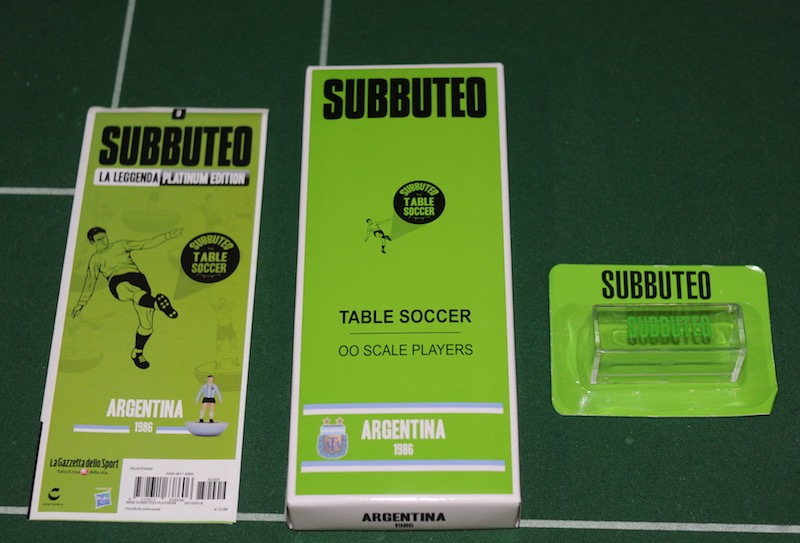 SUBBUTEO
LA LEGGENDA PLATINUM EDITION
SUBBUTEO
TABLE
SOCCER
ARGENTINA
1986
La Gazzetta dello Sport
SUBBUTEO
SUBBUTEO
TABLE
SOCCER
TABLE SOCCER
OO SCALE PLAYERS
AFA
ARGENTINA
1986
ARGENTINA
1986
SUBBUTEO
SUBBUTEO